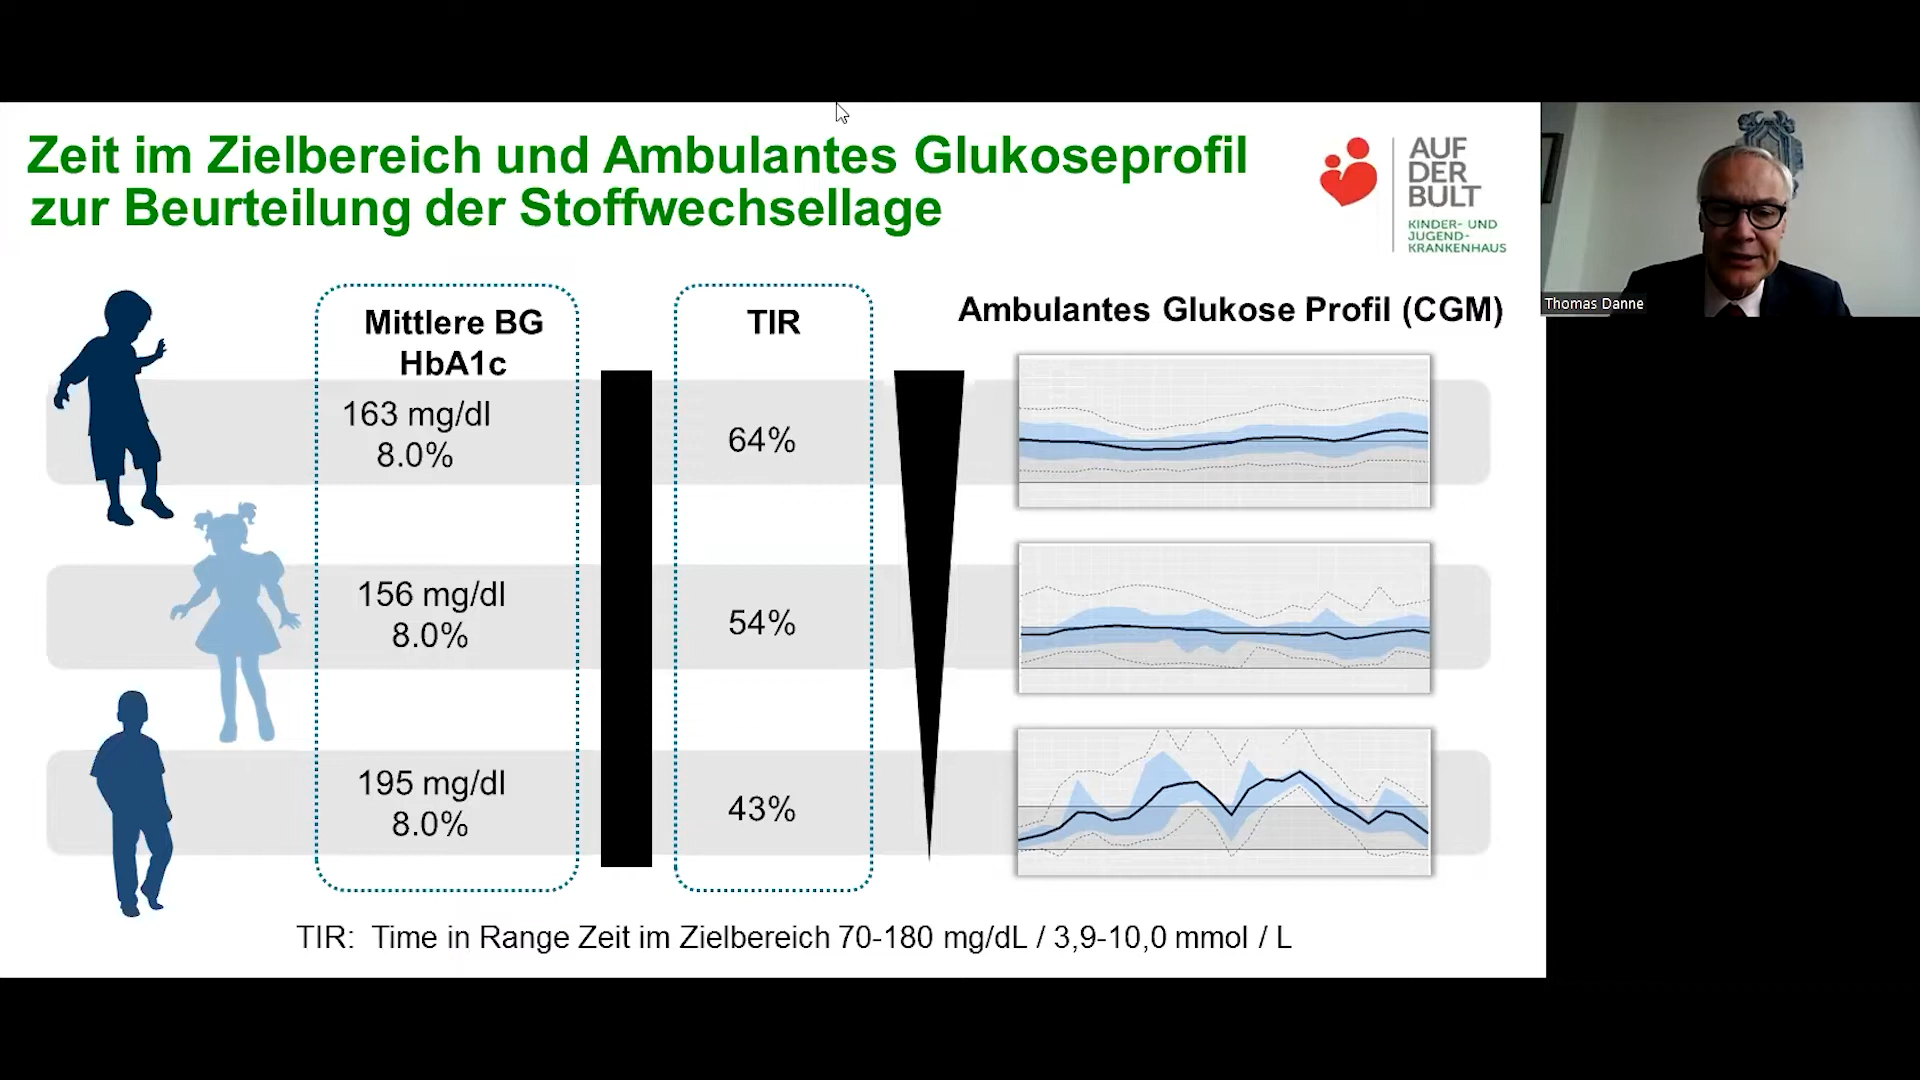 Zeit im Zielbereich und Ambulantes Glukoseprofil
zur Beurteilung der Stoffwechsellage
AUF
DER
BULT
KINDER- UND
JUGEND-
KRANKENHAUS
Thomas Danne
Mittlere BG
HbA1c
TIR
Ambulantes Glukose Profil (CGM)
163 mg/dl
8.0%
64%
156 mg/dl
8.0%
54%
195 mg/dl
8.0%
43%
TIR: Time in Range Zeit im Zielbereich 70-180 mg/dL / 3,9-10,0 mmol / L